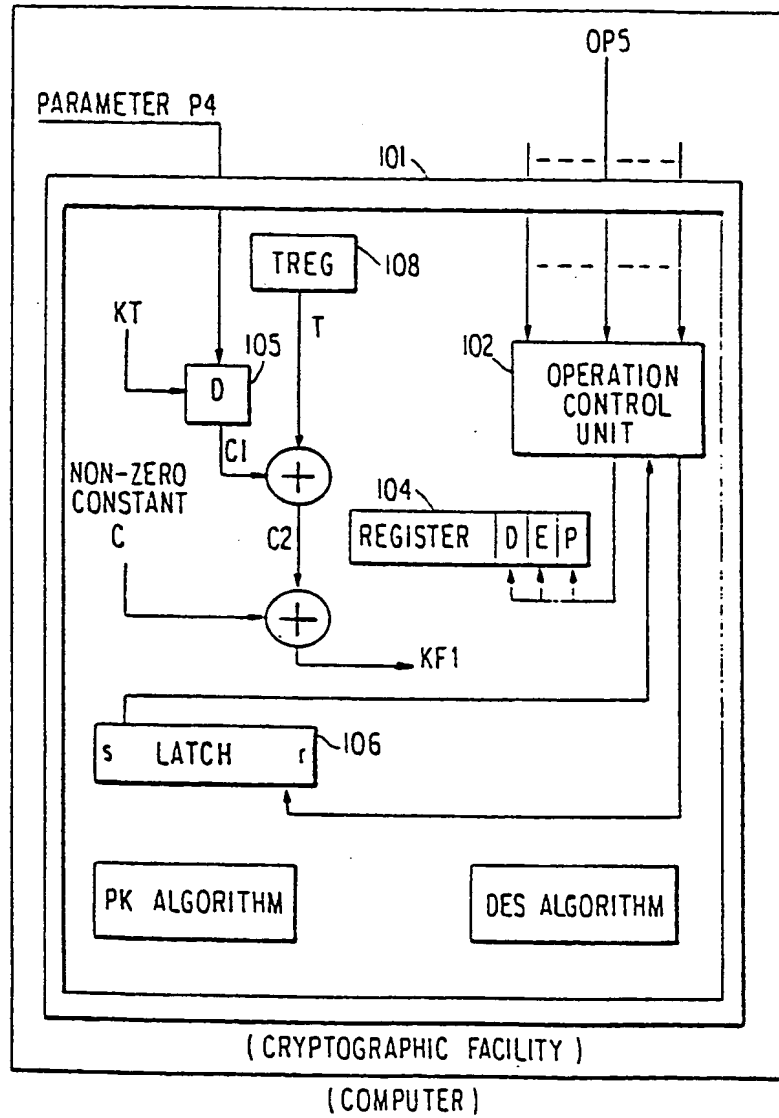 OP5
PARAMETER P4
101
TREG
108
KT
T
105
102
D
OPERATION
CONTROL
UNIT
C1
NON-ZERO
CONSTANT
C
104
C2
REGISTER D E P
KF1
s LATCH r
106
PK ALGORITHM
DES ALGORITHM
( CRYPTOGRAPHIC FACILITY )
( COMPUTER )